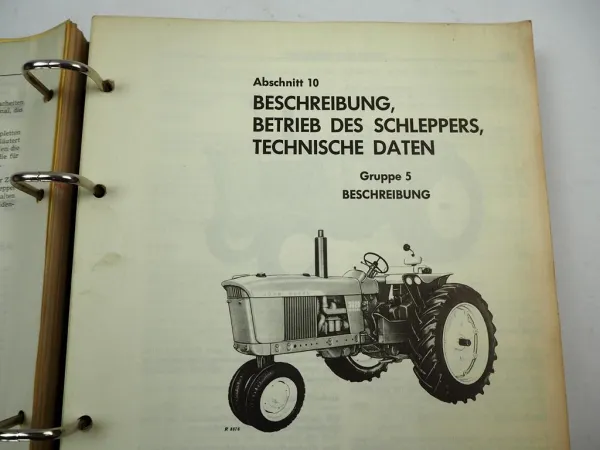 Abschnitt 10
BESCHREIBUNG,
BETRIEB DES SCHLEPPERS,
TECHNISCHE DATEN
Gruppe 5
BESCHREIBUNG